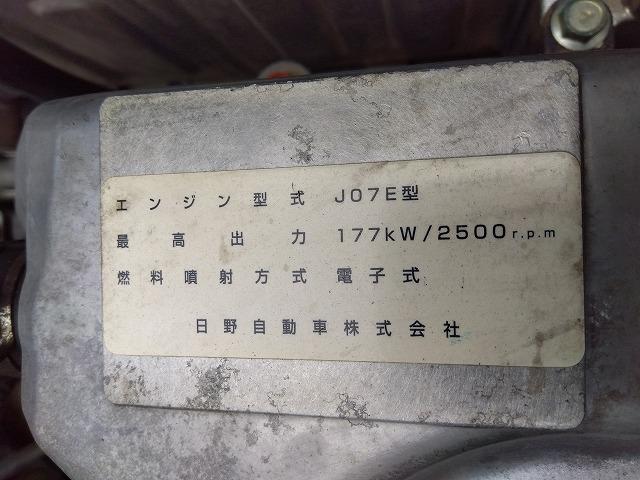 エンジン型式 J07E型
最高出力 177kW/2500r.p.m
燃料噴射方式 電子式
日野自動車株式会社